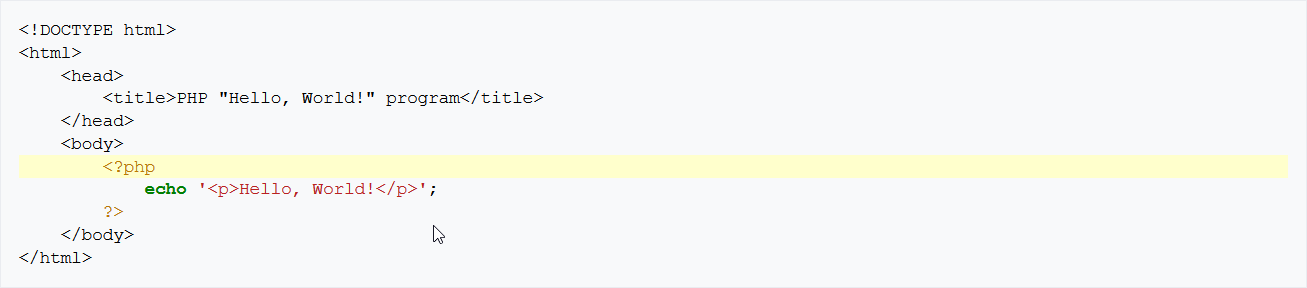 <!DOCTYPE html>
<html>
    <head>
        <title>PHP "Hello, World!" program</title>
    </head>
    <body>
        <?php
            echo '<p>Hello, World!</p>';
        ?>
    </body>
</html>